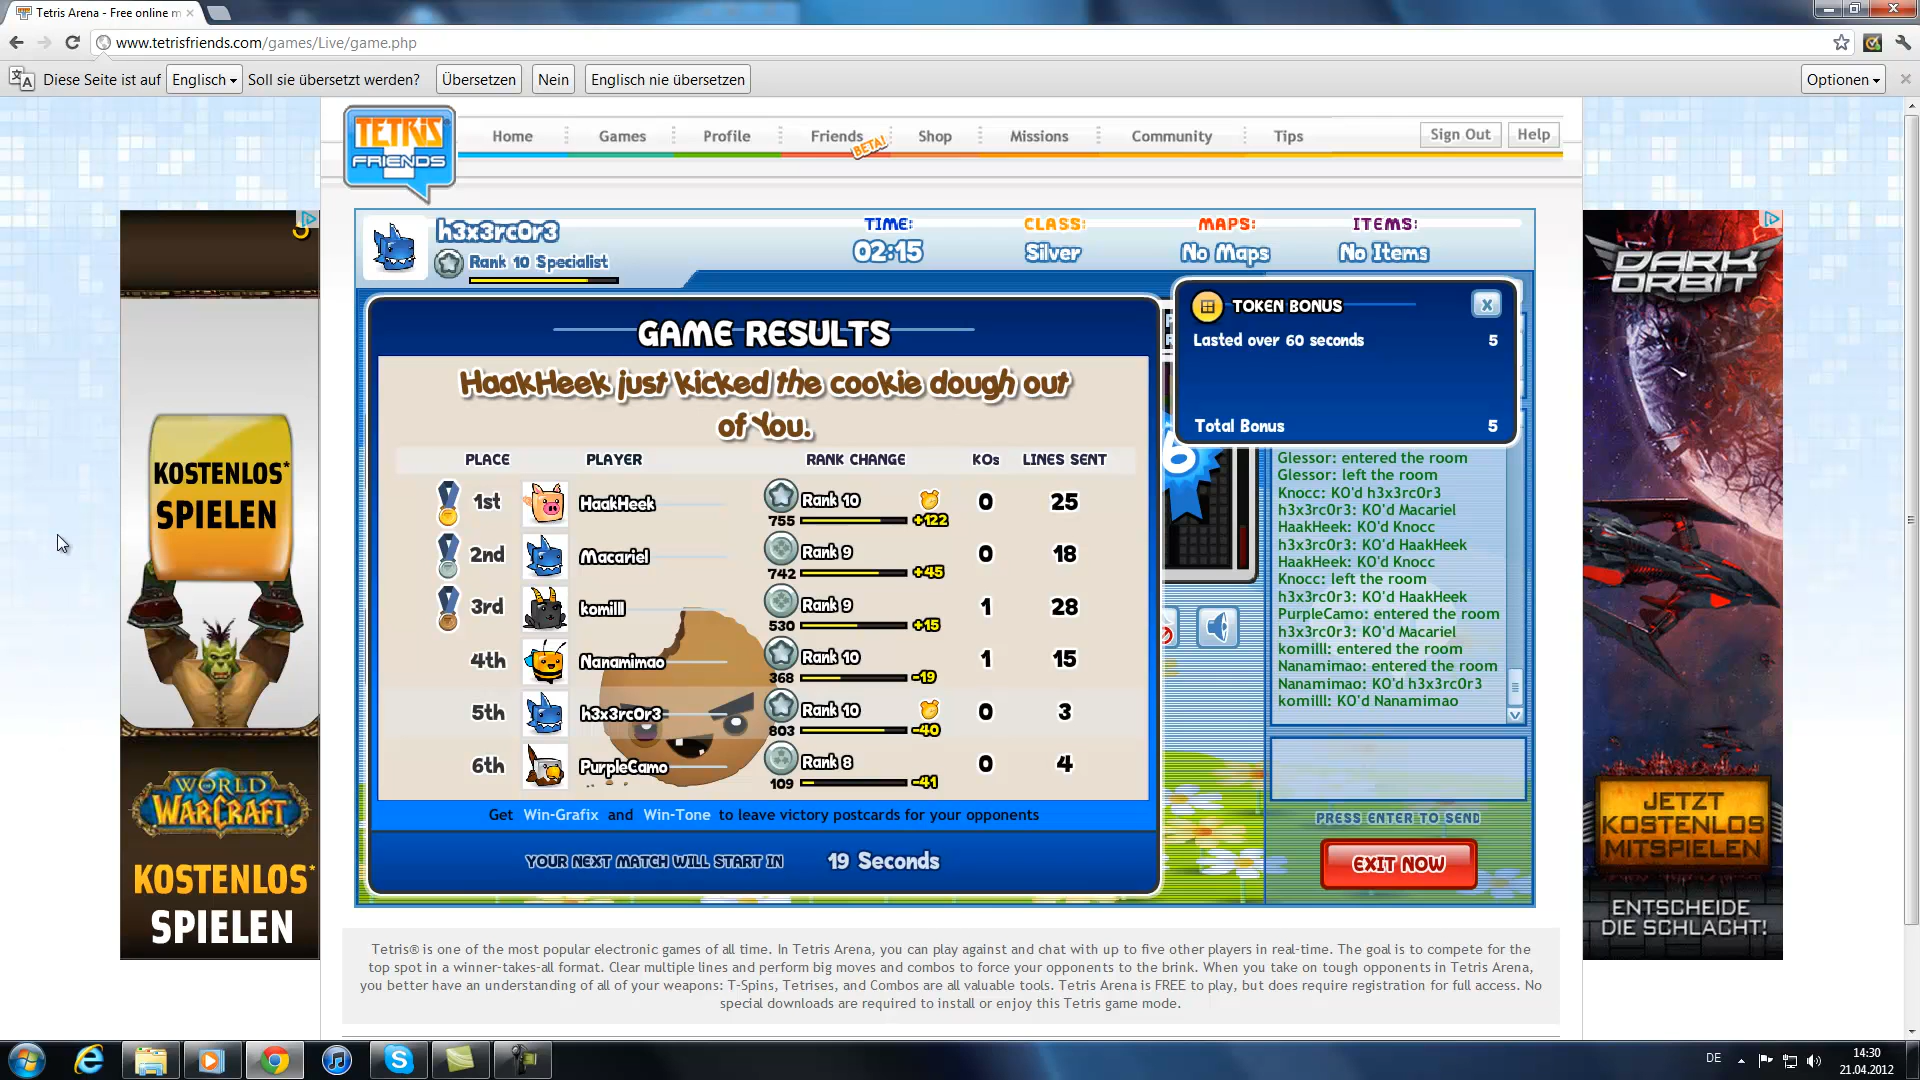 Tetris Arena - Free online m
www.tetrisfriends.com/games/Live/game.php
Diese Seite ist auf Englisch Soll sie übersetzt werden? Übersetzen Nein Englisch nie übersetzen Optionen
TETRIS FRIENDS
Home Games Profile Friends BETA! Shop Missions Community Tips Sign Out Help
h3x3rc0r3
Rank 10 Specialist
TIME: CLASS: MAPS: ITEMS:
02:15 Silver No Maps No Items
GAME RESULTS
HaakHeek just kicked the cookie dough out
of You.
PLACE PLAYER RANK CHANGE KOs LINES SENT
1st HaakHeek Rank 10 755 +122 0 25
2nd Macariel Rank 9 742 +45 0 18
3rd komilll Rank 9 530 +15 1 28
4th Nanamimao Rank 10 368 -19 1 15
5th h3x3rc0r3 Rank 10 803 -40 0 3
6th PurpleCamo Rank 8 109 -41 0 4
Get Win-Grafix and Win-Tone to leave victory postcards for your opponents
YOUR NEXT MATCH WILL START IN 19 Seconds
TOKEN BONUS X
Lasted over 60 seconds 5
Total Bonus 5
Glessor: entered the room
Glessor: left the room
Knocc: KO'd h3x3rc0r3
h3x3rc0r3: KO'd Macariel
HaakHeek: KO'd Knocc
h3x3rc0r3: KO'd HaakHeek
HaakHeek: KO'd Knocc
Knocc: left the room
h3x3rc0r3: KO'd HaakHeek
PurpleCamo: entered the room
h3x3rc0r3: KO'd Macariel
komilll: entered the room
Nanamimao: entered the room
Nanamimao: KO'd h3x3rc0r3
komilll: KO'd Nanamimao
PRESS ENTER TO SEND
EXIT NOW
KOSTENLOS*
SPIELEN
WORLD
WARCRAFT
KOSTENLOS*
SPIELEN
DARK
ORBIT
JETZT
KOSTENLOS
MITSPIELEN
ENTSCHEIDE
DIE SCHLACHT!
Tetris® is one of the most popular electronic games of all time. In Tetris Arena, you can play against and chat with up to five other players in real-time. The goal is to compete for the
top spot in a winner-takes-all format. Clear multiple lines and perform big moves and combos to force your opponents to the brink. When you take on tough opponents in Tetris Arena,
you better have an understanding of all of your weapons: T-Spins, Tetrises, and Combos are all valuable tools. Tetris Arena is FREE to play, but does require registration for full access. No
special downloads are required to install or enjoy this Tetris game mode.
DE
14:30
21.04.2012